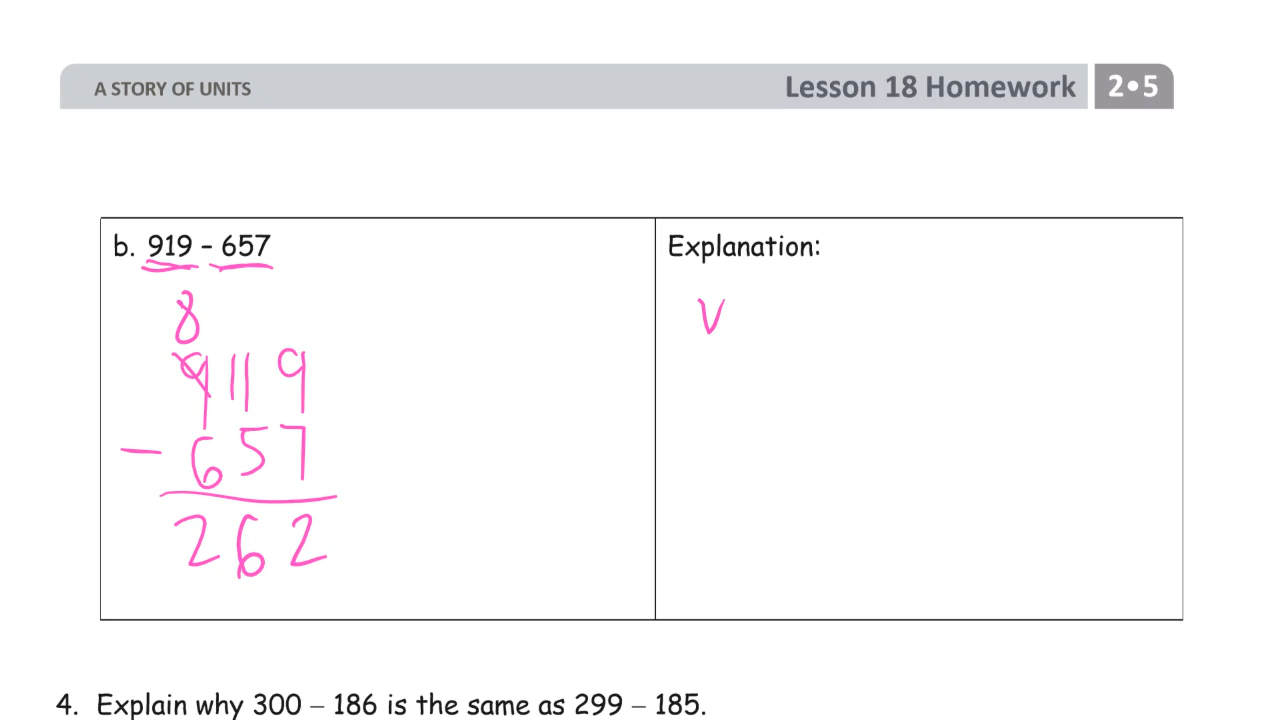 A STORY OF UNITS
Lesson 18 Homework 2•5
b. 919 – 657
Explanation:
8
V
9 11 9
– 6 5 7
2 6 2
4. Explain why 300 – 186 is the same as 299 – 185.